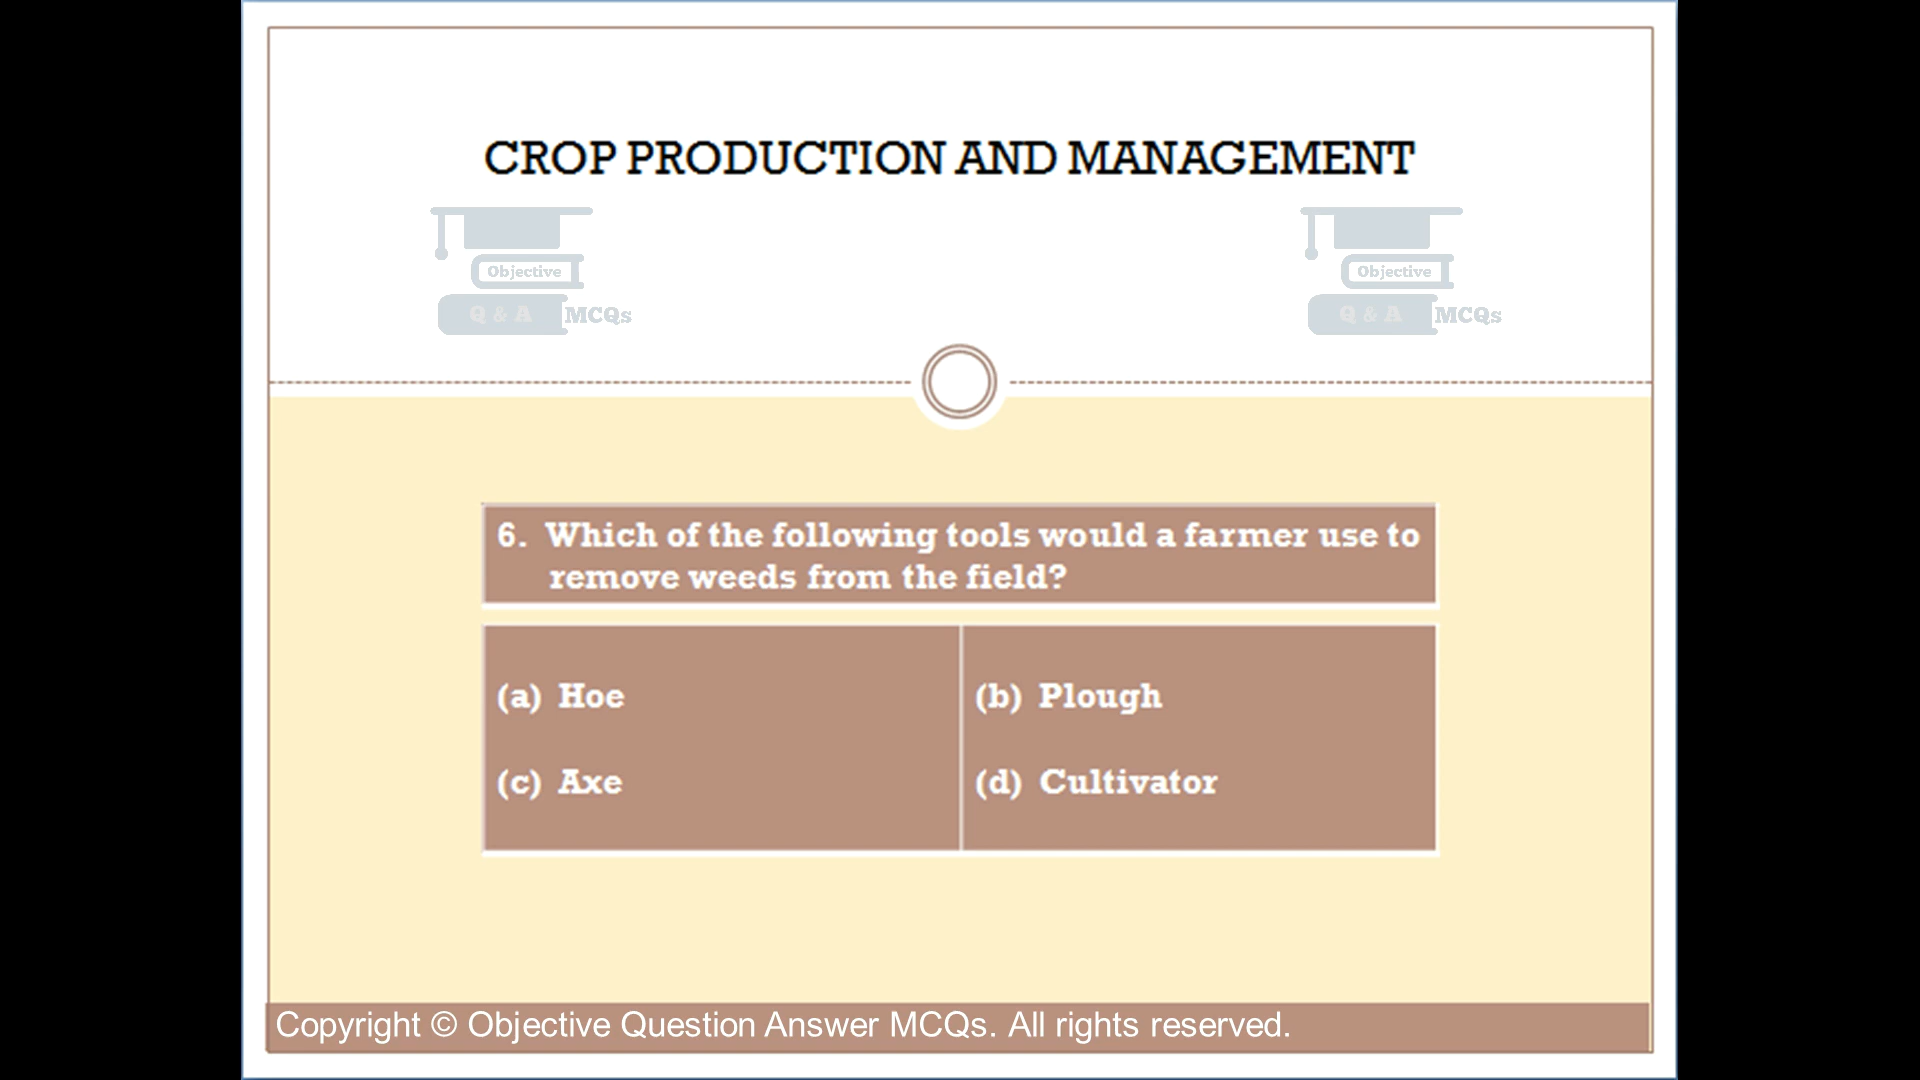 CROP PRODUCTION AND MANAGEMENT
Objective
Q & A MCQs
Objective
Q & A MCQs
6. Which of the following tools would a farmer use to
remove weeds from the field?
(a) Hoe
(b) Plough
(c) Axe
(d) Cultivator
Copyright © Objective Question Answer MCQs. All rights reserved.